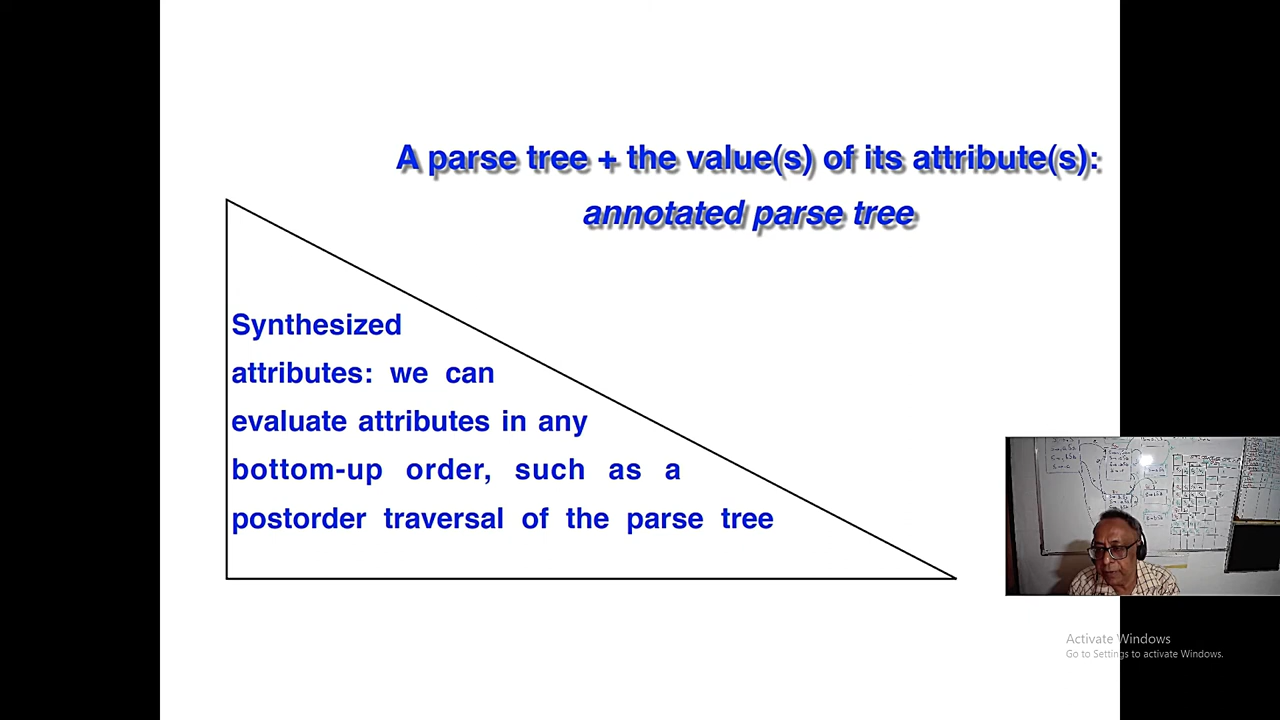 A parse tree + the value(s) of its attribute(s):
annotated parse tree
Synthesized
attributes: we can
evaluate attributes in any
bottom-up order, such as a
postorder traversal of the parse tree
Activate Windows
Go to Settings to activate Windows.